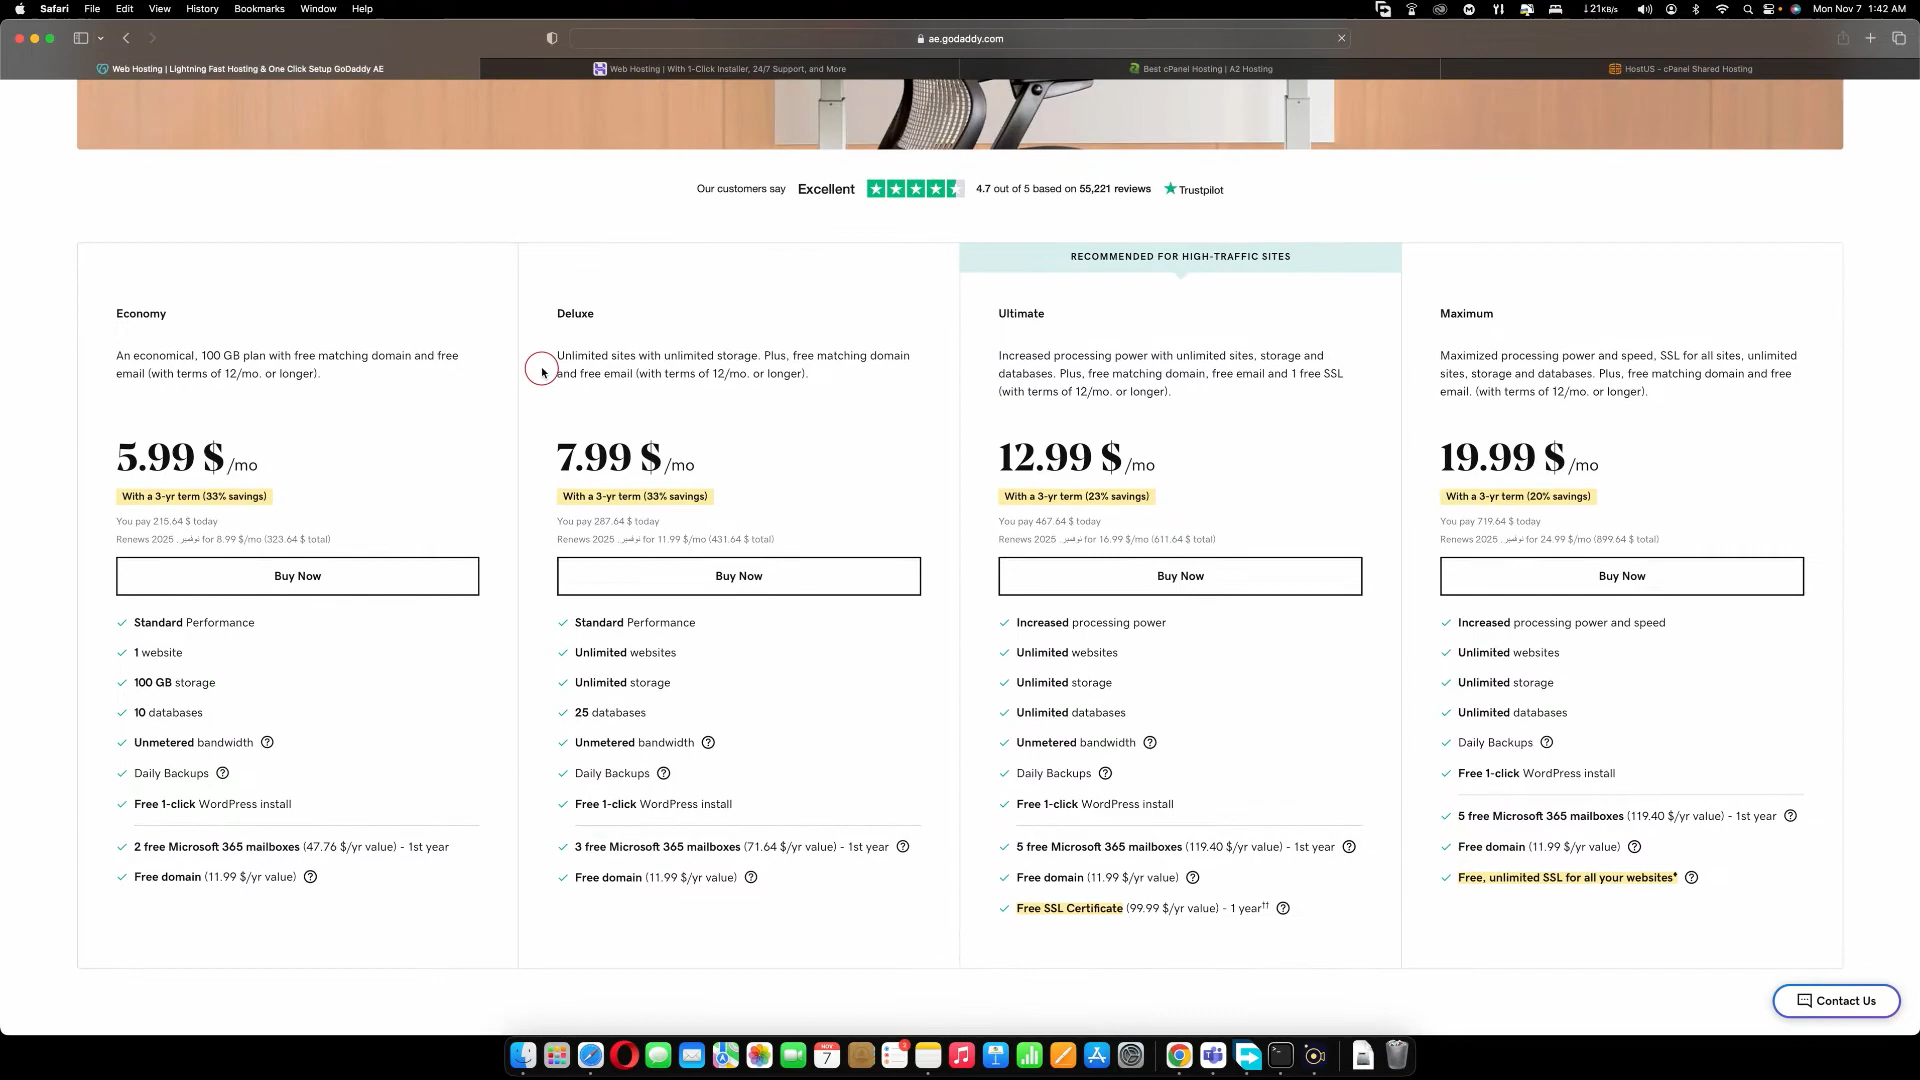 Safari File Edit View History Bookmarks Window Help
21KB/s
Mon Nov 7 1:42 AM
ae.godaddy.com
Web Hosting | Lightning Fast Hosting & One Click Setup GoDaddy AE
Web Hosting | With 1-Click Installer, 24/7 Support, and More
Best cPanel Hosting | A2 Hosting
HostUS - cPanel Shared Hosting
Our customers say Excellent 4.7 out of 5 based on 55,221 reviews Trustpilot
Economy
An economical, 100 GB plan with free matching domain and free
email (with terms of 12/mo. or longer).
5.99 $/mo
With a 3-yr term (33% savings)
You pay 215.64 $ today
Renews 2025 نوفمبر. for 8.99 $/mo (323.64 $ total)
Buy Now
Standard Performance
1 website
100 GB storage
10 databases
Unmetered bandwidth
Daily Backups
Free 1-click WordPress install
2 free Microsoft 365 mailboxes (47.76 $/yr value) - 1st year
Free domain (11.99 $/yr value)
Deluxe
Unlimited sites with unlimited storage. Plus, free matching domain
and free email (with terms of 12/mo. or longer).
7.99 $/mo
With a 3-yr term (33% savings)
You pay 287.64 $ today
Renews 2025 نوفمبر. for 11.99 $/mo (431.64 $ total)
Buy Now
Standard Performance
Unlimited websites
Unlimited storage
25 databases
Unmetered bandwidth
Daily Backups
Free 1-click WordPress install
3 free Microsoft 365 mailboxes (71.64 $/yr value) - 1st year
Free domain (11.99 $/yr value)
RECOMMENDED FOR HIGH-TRAFFIC SITES
Ultimate
Increased processing power with unlimited sites, storage and
databases. Plus, free matching domain, free email and 1 free SSL
(with terms of 12/mo. or longer).
12.99 $/mo
With a 3-yr term (23% savings)
You pay 467.64 $ today
Renews 2025 نوفمبر. for 16.99 $/mo (611.64 $ total)
Buy Now
Increased processing power
Unlimited websites
Unlimited storage
Unlimited databases
Unmetered bandwidth
Daily Backups
Free 1-click WordPress install
5 free Microsoft 365 mailboxes (119.40 $/yr value) - 1st year
Free domain (11.99 $/yr value)
Free SSL Certificate (99.99 $/yr value) - 1 year††
Maximum
Maximized processing power and speed, SSL for all sites, unlimited
sites, storage and databases. Plus, free matching domain and free
email. (with terms of 12/mo. or longer).
19.99 $/mo
With a 3-yr term (20% savings)
You pay 719.64 $ today
Renews 2025 نوفمبر. for 24.99 $/mo (899.64 $ total)
Buy Now
Increased processing power and speed
Unlimited websites
Unlimited storage
Unlimited databases
Daily Backups
Free 1-click WordPress install
5 free Microsoft 365 mailboxes (119.40 $/yr value) - 1st year
Free domain (11.99 $/yr value)
Free, unlimited SSL for all your websites*
Contact Us
NOV
7
2